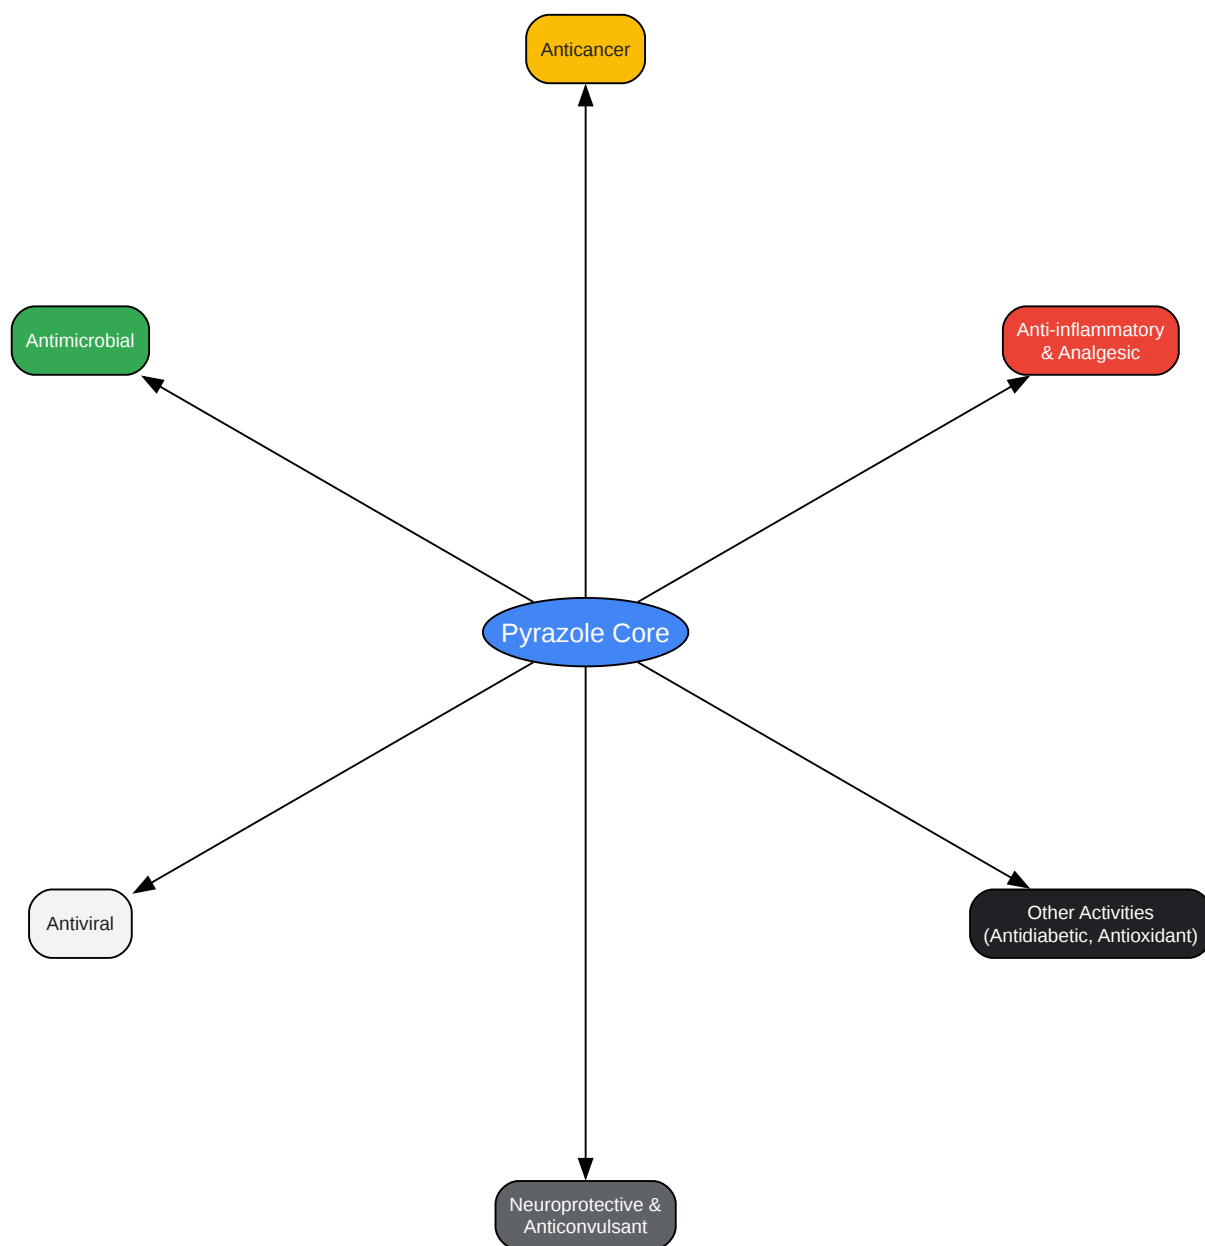 Anticancer
Antimicrobial
Anti-inflammatory
& Analgesic
Pyrazole Core
Antiviral
Other Activities
(Antidiabetic, Antioxidant)
Neuroprotective &
Anticonvulsant